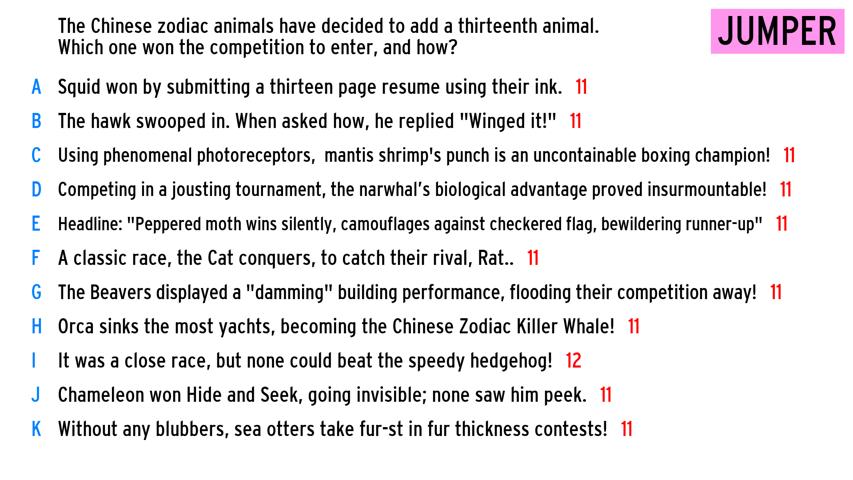 The Chinese zodiac animals have decided to add a thirteenth animal.
Which one won the competition to enter, and how?
JUMPER
A Squid won by submitting a thirteen page resume using their ink. 11
B The hawk swooped in. When asked how, he replied "Winged it!" 11
C Using phenomenal photoreceptors,  mantis shrimp's punch is an uncontainable boxing champion! 11
D Competing in a jousting tournament, the narwhal's biological advantage proved insurmountable! 11
E Headline: "Peppered moth wins silently, camouflages against checkered flag, bewildering runner-up" 11
F A classic race, the Cat conquers, to catch their rival, Rat.. 11
G The Beavers displayed a "damming" building performance, flooding their competition away! 11
H Orca sinks the most yachts, becoming the Chinese Zodiac Killer Whale! 11
I It was a close race, but none could beat the speedy hedgehog! 12
J Chameleon won Hide and Seek, going invisible; none saw him peek. 11
K Without any blubbers, sea otters take fur-st in fur thickness contests! 11